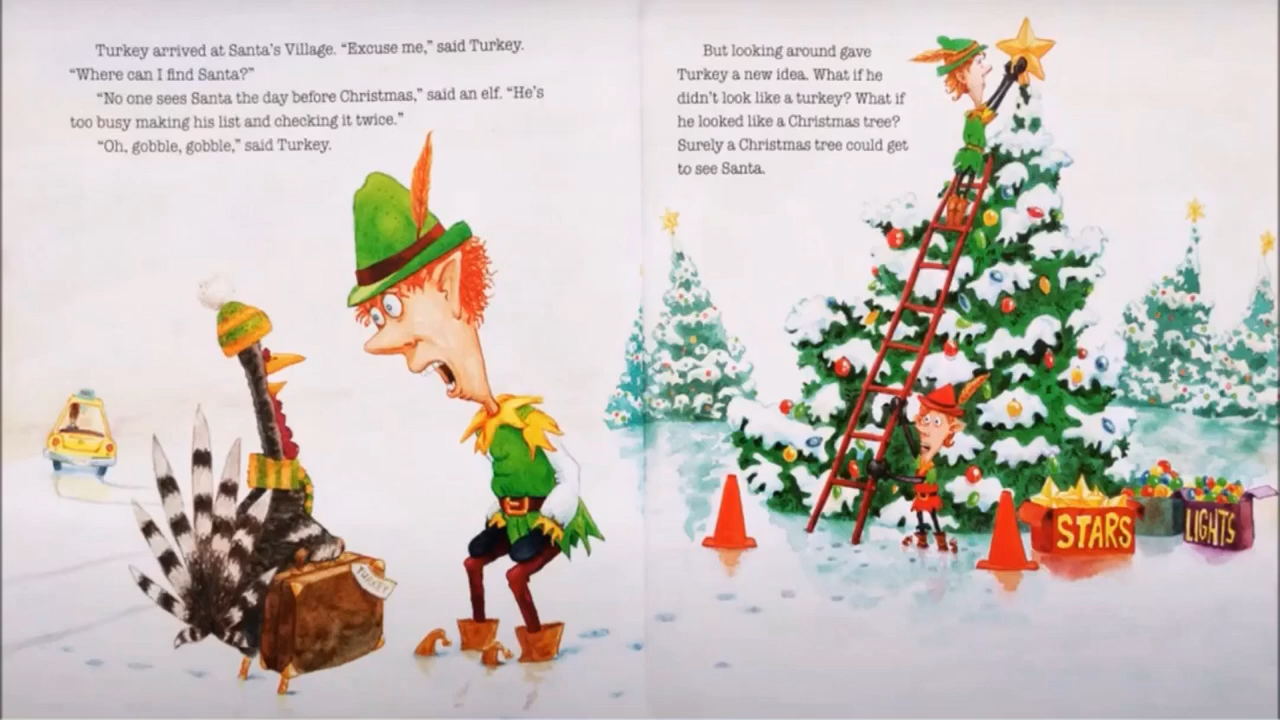 Turkey arrived at Santa's Village. “Excuse me,” said Turkey.
“Where can I find Santa?”
“No one sees Santa the day before Christmas,” said an elf. “He's
too busy making his list and checking it twice.”
“Oh, gobble, gobble,” said Turkey.
TURKEY
But looking around gave
Turkey a new idea. What if he
didn't look like a turkey? What if
he looked like a Christmas tree?
Surely a Christmas tree could get
to see Santa.
STARS
LIGHTS